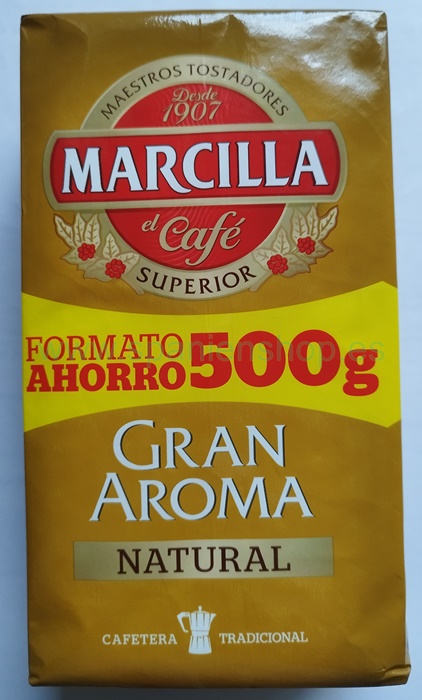 MAESTROS TOSTADORES
Desde
1907
MARCILLA
el Café
SUPERIOR
FORMATO
AHORRO 500g
GRAN
AROMA
NATURAL
CAFETERA TRADICIONAL